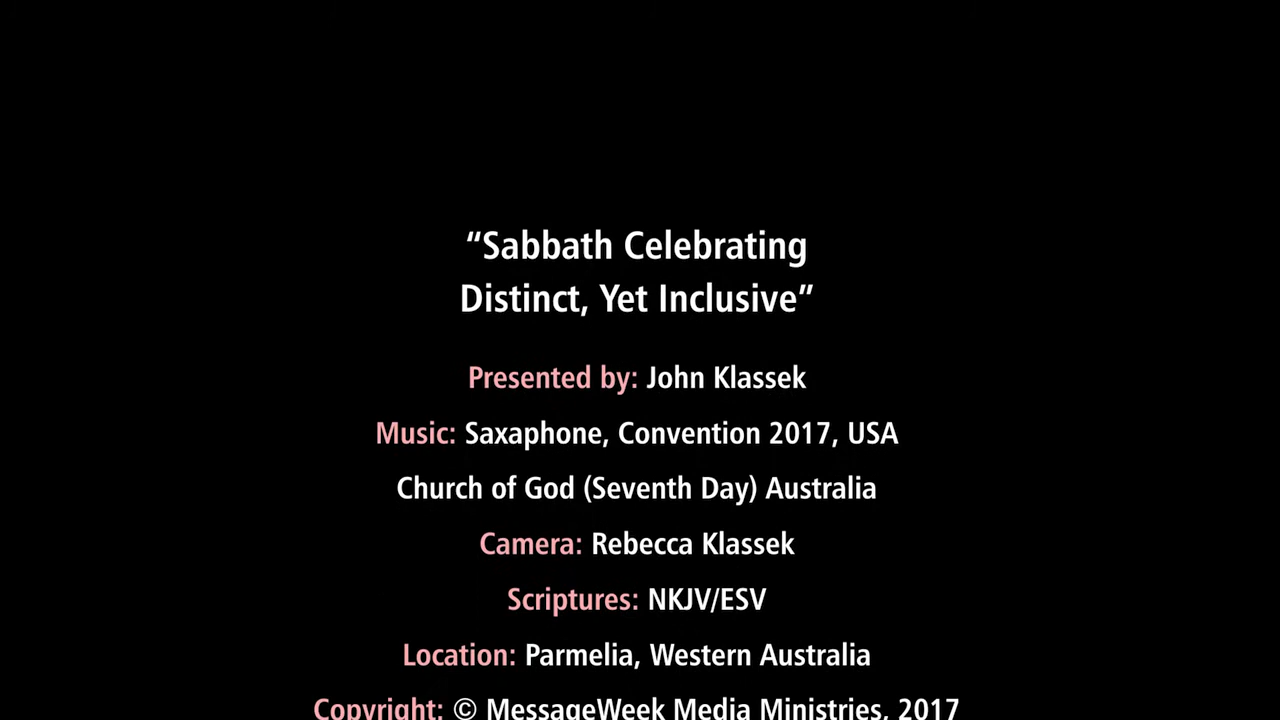 “Sabbath Celebrating
Distinct, Yet Inclusive”
Presented by: John Klassek
Music: Saxaphone, Convention 2017, USA
Church of God (Seventh Day) Australia
Camera: Rebecca Klassek
Scriptures: NKJV/ESV
Location: Parmelia, Western Australia
Copyright: © MessageWeek Media Ministries, 2017